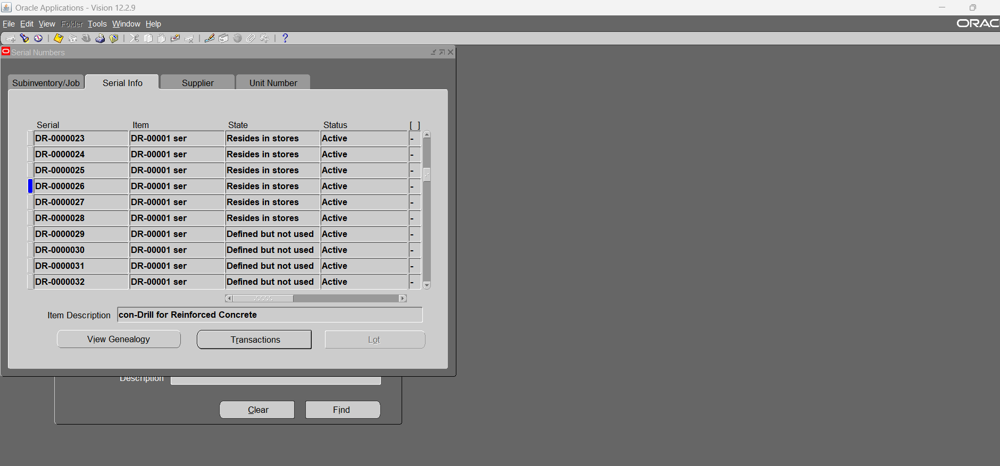 Oracle Applications - Vision 12.2.9
File Edit View Folder Tools Window Help
ORAC
Serial Numbers
Subinventory/Job Serial Info Supplier Unit Number
Serial Item State Status [ ]
DR-0000023 DR-00001 ser Resides in stores Active -
DR-0000024 DR-00001 ser Resides in stores Active -
DR-0000025 DR-00001 ser Resides in stores Active -
DR-0000026 DR-00001 ser Resides in stores Active -
DR-0000027 DR-00001 ser Resides in stores Active -
DR-0000028 DR-00001 ser Resides in stores Active -
DR-0000029 DR-00001 ser Defined but not used Active -
DR-0000030 DR-00001 ser Defined but not used Active -
DR-0000031 DR-00001 ser Defined but not used Active -
DR-0000032 DR-00001 ser Defined but not used Active -
Item Description con-Drill for Reinforced Concrete
View Genealogy Transactions Lot
Description
Clear Find